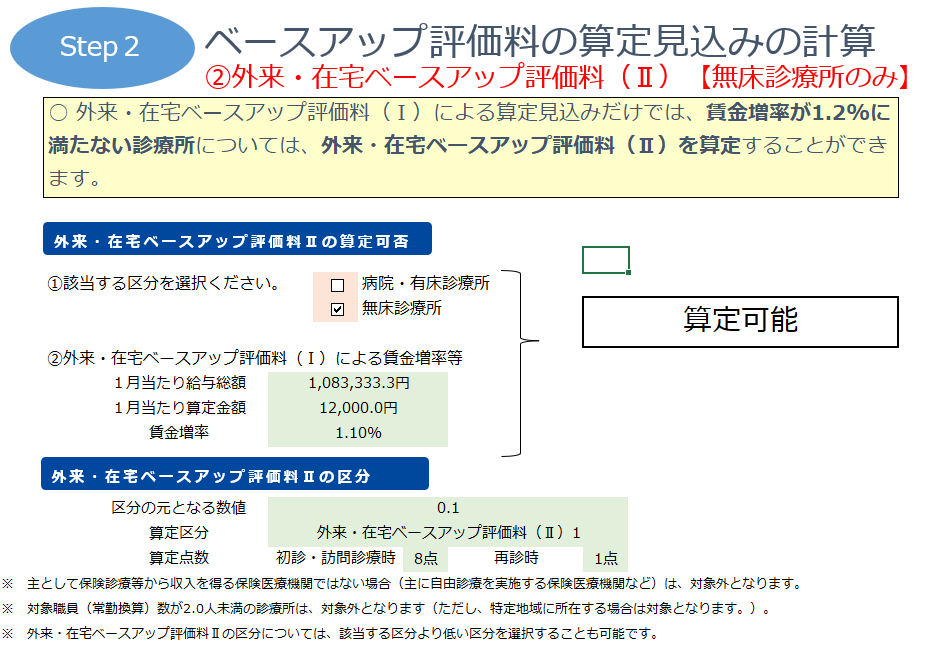 Step 2
ベースアップ評価料の算定見込みの計算
②外来・在宅ベースアップ評価料（Ⅱ）【無床診療所のみ】
○ 外来・在宅ベースアップ評価料（Ⅰ）による算定見込みだけでは、賃金増率が1.2%に
満たない診療所については、外来・在宅ベースアップ評価料（Ⅱ）を算定することができ
ます。
外来・在宅ベースアップ評価料Ⅱの算定可否
①該当する区分を選択ください。
病院・有床診療所
無床診療所
算定可能
②外来・在宅ベースアップ評価料（Ⅰ）による賃金増率等
１月当たり給与総額 1,083,333.3円
１月当たり算定金額 12,000.0円
賃金増率 1.10%
外来・在宅ベースアップ評価料Ⅱの区分
区分の元となる数値 0.1
算定区分 外来・在宅ベースアップ評価料（Ⅱ）1
算定点数 初診・訪問診療時 8点 再診時 1点
※ 主として保険診療等から収入を得る保険医療機関ではない場合（主に自由診療を実施する保険医療機関など）は、対象外となります。
※ 対象職員（常勤換算）数が2.0人未満の診療所は、対象外となります（ただし、特定地域に所在する場合は対象となります。）。
※ 外来・在宅ベースアップ評価料Ⅱの区分については、該当する区分より低い区分を選択することも可能です。